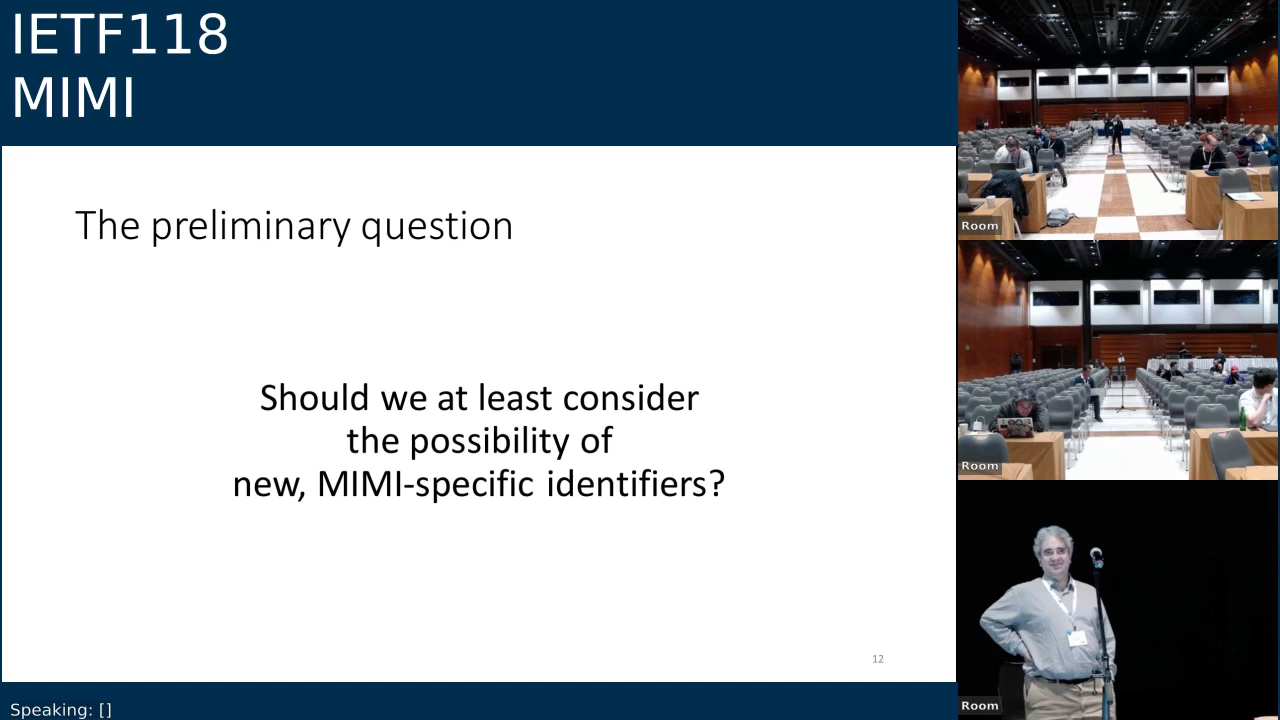 IETF118
MIMI
The preliminary question
Should we at least consider
the possibility of
new, MIMI-specific identifiers?
12
Speaking: []
Room
Room
Room